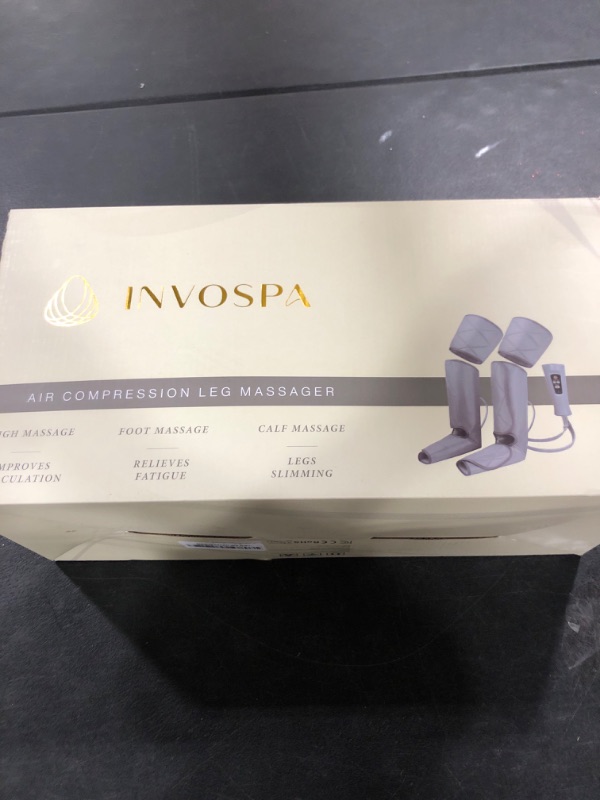 INVOSPA
AIR COMPRESSION LEG MASSAGER
GH MASSAGE FOOT MASSAGE CALF MASSAGE
MPROVES RELIEVES LEGS
CULATION FATIGUE SLIMMING